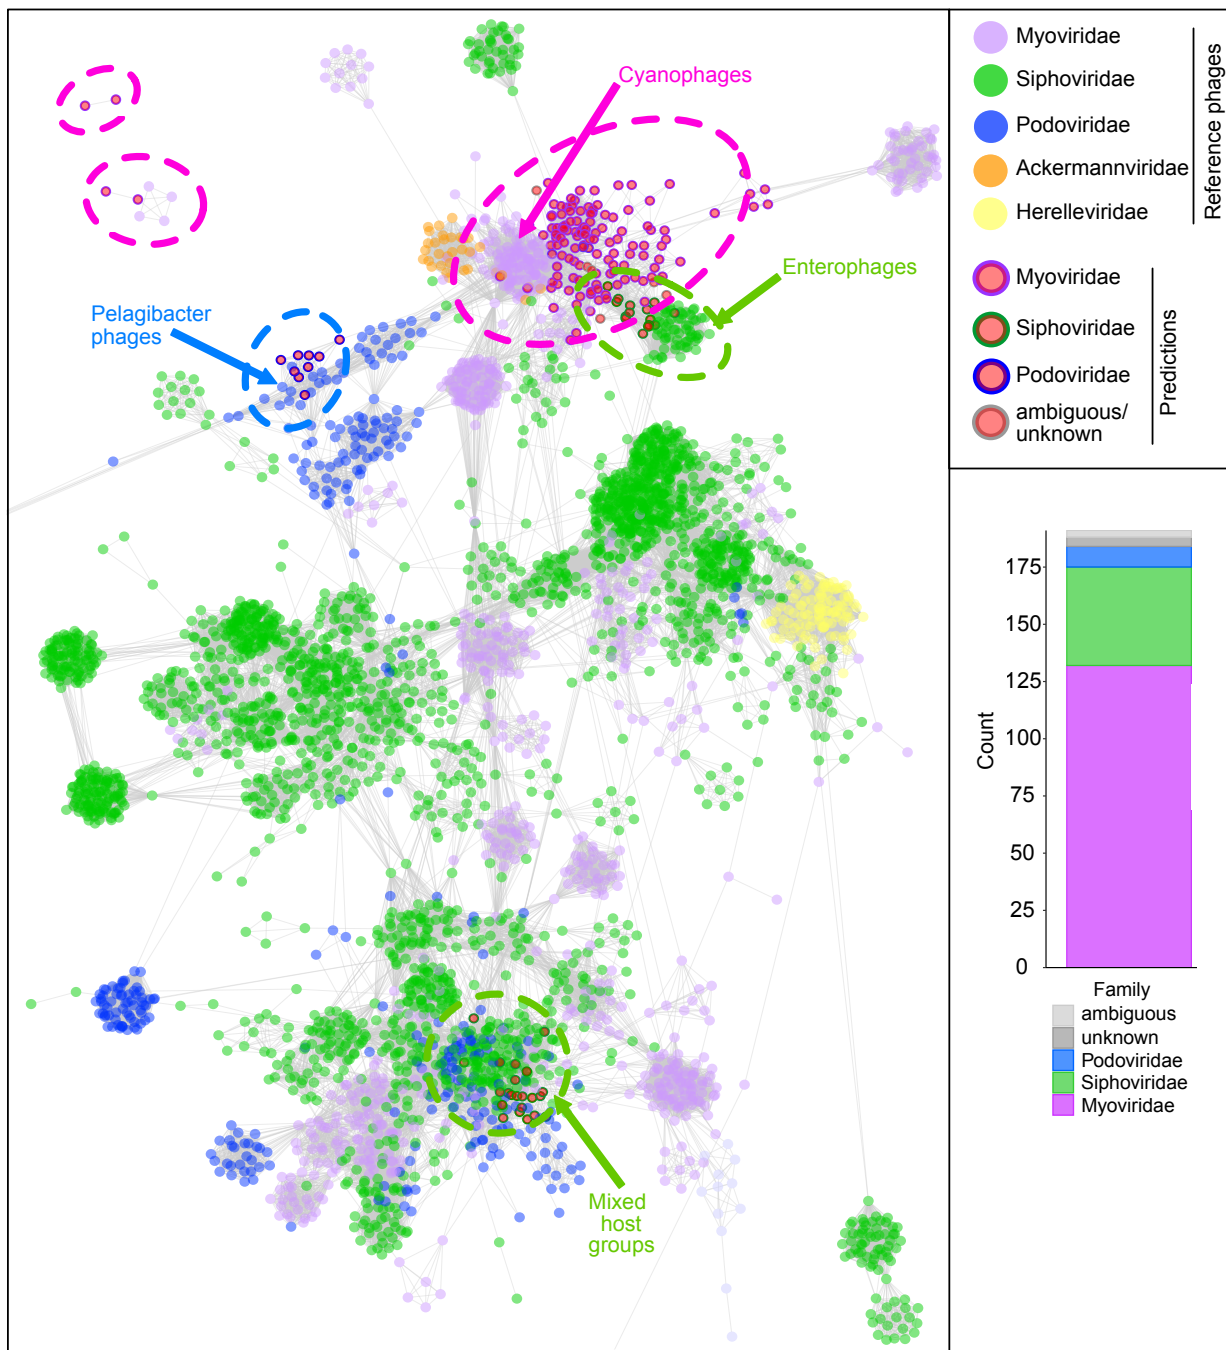 Cyanophages
Enterophages
Pelagibacter
phages
Mixed
host
groups
Myoviridae
Siphoviridae
Podoviridae
Ackermannviridae
Herelleviridae
Reference phages
Myoviridae
Siphoviridae
Podoviridae
ambiguous/
unknown
Predictions
175
150
125
100
75
50
25
0
Count
Family
ambiguous
unknown
Podoviridae
Siphoviridae
Myoviridae